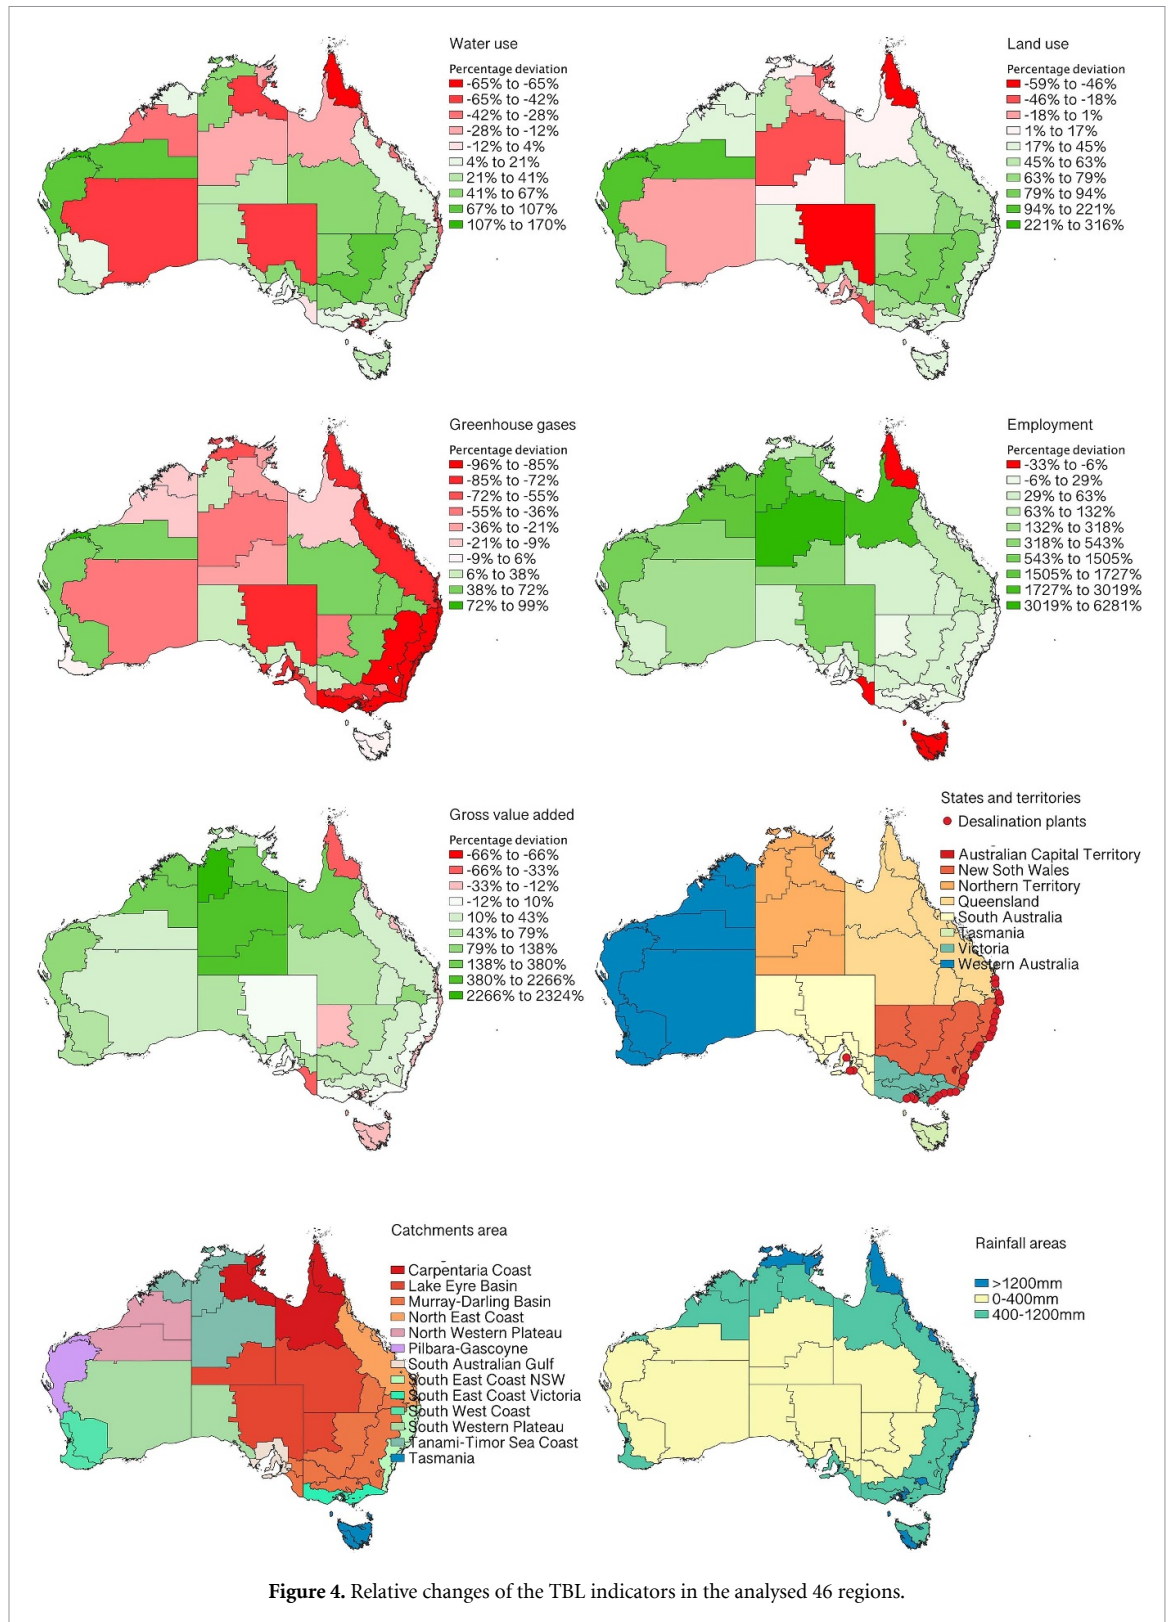 Water use
Percentage deviation
-65% to -65%
-65% to -42%
-42% to -28%
-28% to -12%
-12% to 4%
4% to 21%
21% to 41%
41% to 67%
67% to 107%
107% to 170%
Land use
Percentage deviation
-59% to -46%
-46% to -18%
-18% to 1%
1% to 17%
17% to 45%
45% to 63%
63% to 79%
79% to 94%
94% to 221%
221% to 316%
Greenhouse gases
Percentage deviation
-96% to -85%
-85% to -72%
-72% to -55%
-55% to -36%
-36% to -21%
-21% to -9%
-9% to 6%
6% to 38%
38% to 72%
72% to 99%
Employment
Percentage deviation
-33% to -6%
-6% to 29%
29% to 63%
63% to 132%
132% to 318%
318% to 543%
543% to 1505%
1505% to 1727%
1727% to 3019%
3019% to 6281%
Gross value added
Percentage deviation
-66% to -66%
-66% to -33%
-33% to -12%
-12% to 10%
10% to 43%
43% to 79%
79% to 138%
138% to 380%
380% to 2266%
2266% to 2324%
States and territories
Desalination plants
Australian Capital Territory
New Soth Wales
Northern Territory
Queensland
South Australia
Tasmania
Victoria
Western Australia
Catchments area
Carpentaria Coast
Lake Eyre Basin
Murray-Darling Basin
North East Coast
North Western Plateau
Pilbara-Gascoyne
South Australian Gulf
South East Coast NSW
South East Coast Victoria
South West Coast
South Western Plateau
Tanami-Timor Sea Coast
Tasmania
Rainfall areas
>1200mm
0-400mm
400-1200mm
Figure 4. Relative changes of the TBL indicators in the analysed 46 regions.